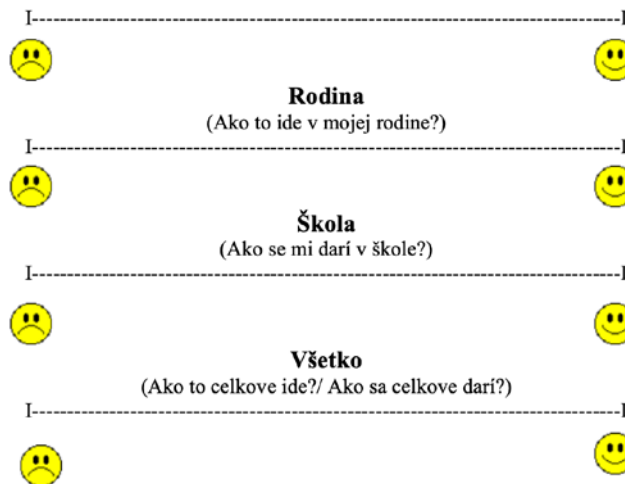 I------------------------------------------------------------------------------------I
Rodina
(Ako to ide v mojej rodine?)
I------------------------------------------------------------------------------------I
Škola
(Ako se mi darí v škole?)
I------------------------------------------------------------------------------------I
Všetko
(Ako to celkove ide?/ Ako sa celkove darí?)
I------------------------------------------------------------------------------------I